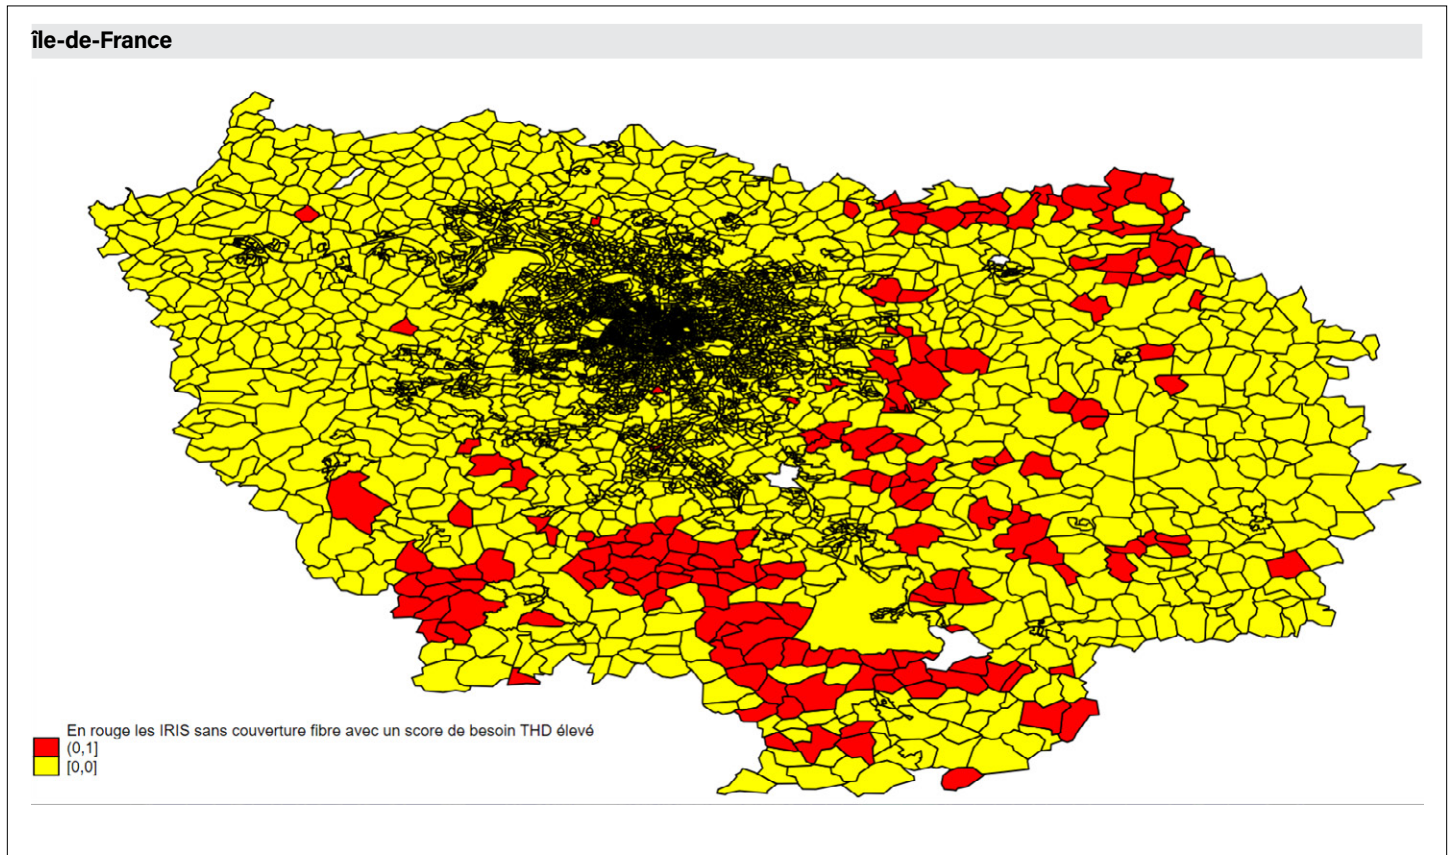 île-de-France
En rouge les IRIS sans couverture fibre avec un score de besoin THD élevé
(0,1]
[0,0]